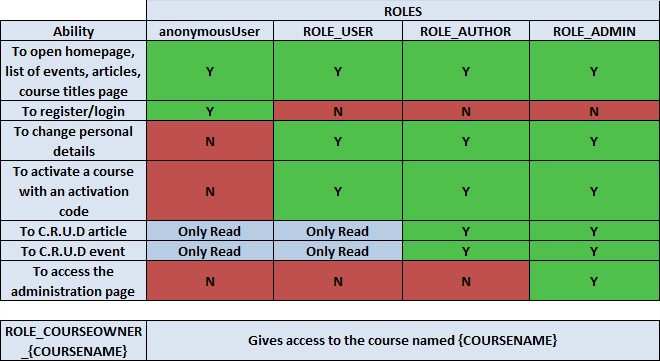 ROLES
Ability anonymousUser ROLE_USER ROLE_AUTHOR ROLE_ADMIN
To open homepage,
list of events, articles,
course titles page
Y Y Y Y
To register/login Y N N N
To change personal
details
N Y Y Y
To activate a course
with an activation
code
N Y Y Y
To C.R.U.D article Only Read Only Read Y Y
To C.R.U.D event Only Read Only Read Y Y
To access the
administration page
N N N Y
ROLE_COURSEOWNER
_{COURSENAME}
Gives access to the course named {COURSENAME}